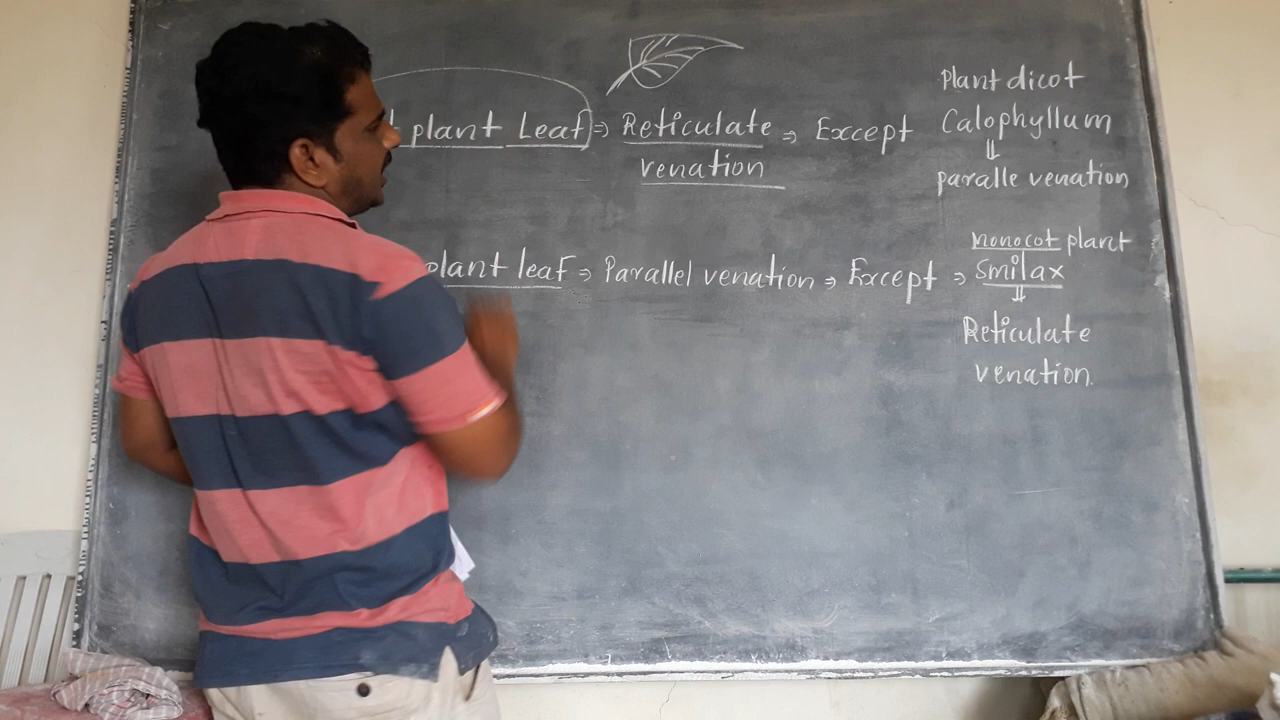 plant Leaf ⇒ Reticulate ⇒ Except
venation
Plant dicot
Calophyllum
⇓
paralle venation
plant leaf ⇒ Parallel venation ⇒ Except ⇒ Smilax
monocot plant
⇓
Reticulate
venation.